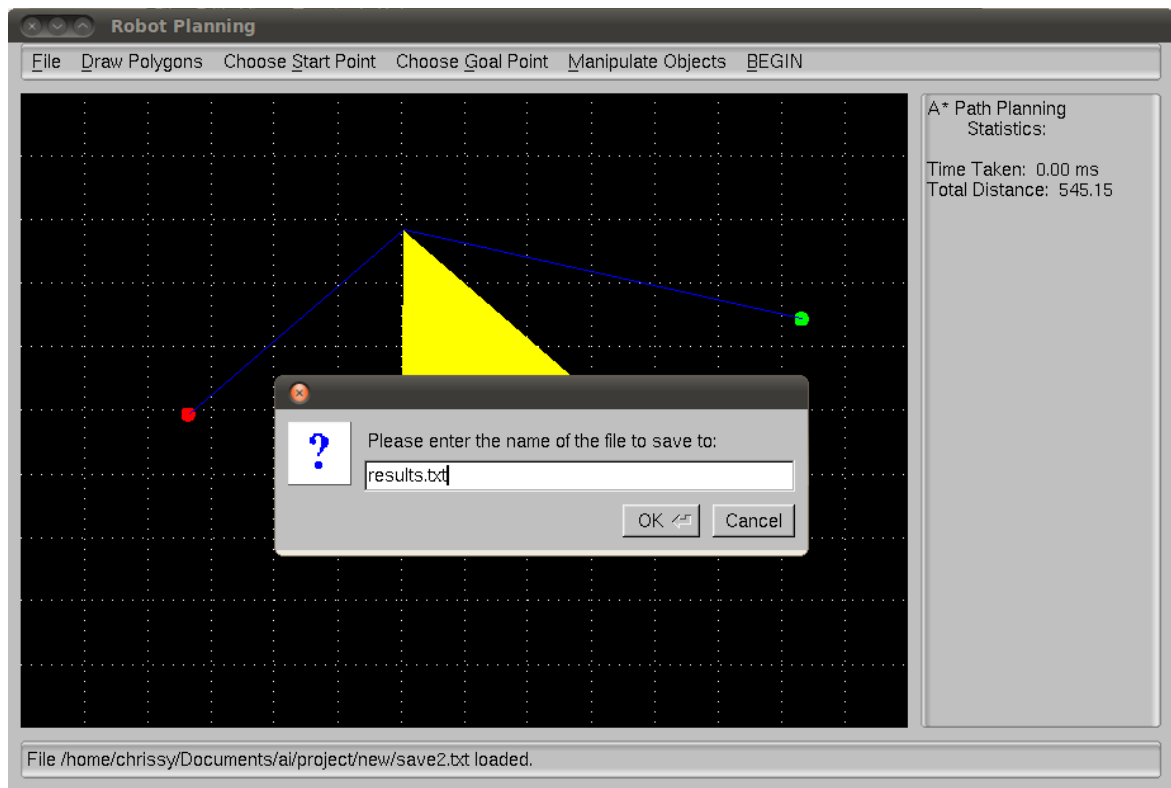 Robot Planning
File Draw Polygons Choose Start Point Choose Goal Point Manipulate Objects BEGIN
A* Path Planning
Statistics:
Time Taken: 0.00 ms
Total Distance: 545.15
?
Please enter the name of the file to save to:
results.txt
OK Cancel
File /home/chrissy/Documents/ai/project/new/save2.txt loaded.